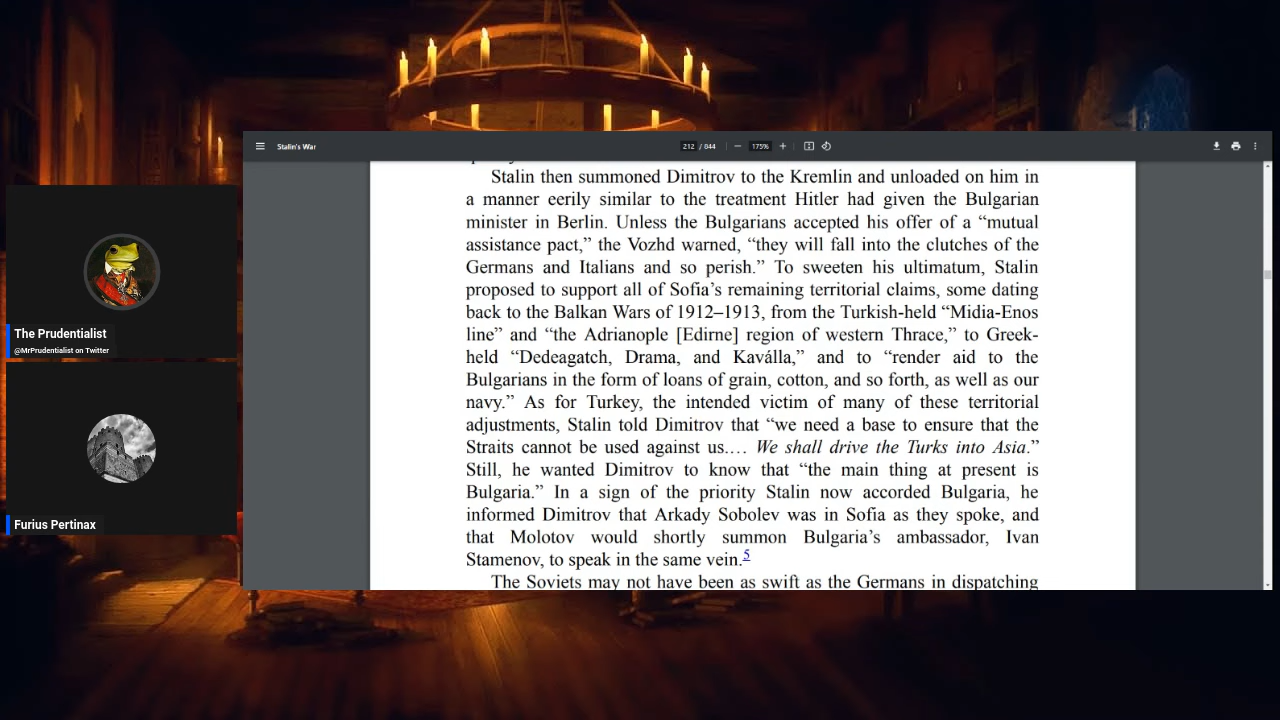 Stalin's War
212 / 844
175%
Stalin then summoned Dimitrov to the Kremlin and unloaded on him in
a manner eerily similar to the treatment Hitler had given the Bulgarian
minister in Berlin. Unless the Bulgarians accepted his offer of a “mutual
assistance pact,” the Vozhd warned, “they will fall into the clutches of the
Germans and Italians and so perish.” To sweeten his ultimatum, Stalin
proposed to support all of Sofia’s remaining territorial claims, some dating
back to the Balkan Wars of 1912–1913, from the Turkish-held “Midia-Enos
line” and “the Adrianople [Edirne] region of western Thrace,” to Greek-
held “Dedeagatch, Drama, and Kaválla,” and to “render aid to the
Bulgarians in the form of loans of grain, cotton, and so forth, as well as our
navy.” As for Turkey, the intended victim of many of these territorial
adjustments, Stalin told Dimitrov that “we need a base to ensure that the
Straits cannot be used against us.… We shall drive the Turks into Asia.”
Still, he wanted Dimitrov to know that “the main thing at present is
Bulgaria.” In a sign of the priority Stalin now accorded Bulgaria, he
informed Dimitrov that Arkady Sobolev was in Sofia as they spoke, and
that Molotov would shortly summon Bulgaria’s ambassador, Ivan
Stamenov, to speak in the same vein.5
The Soviets may not have been as swift as the Germans in dispatching
The Prudentialist
@MrPrudentialist on Twitter
Furius Pertinax